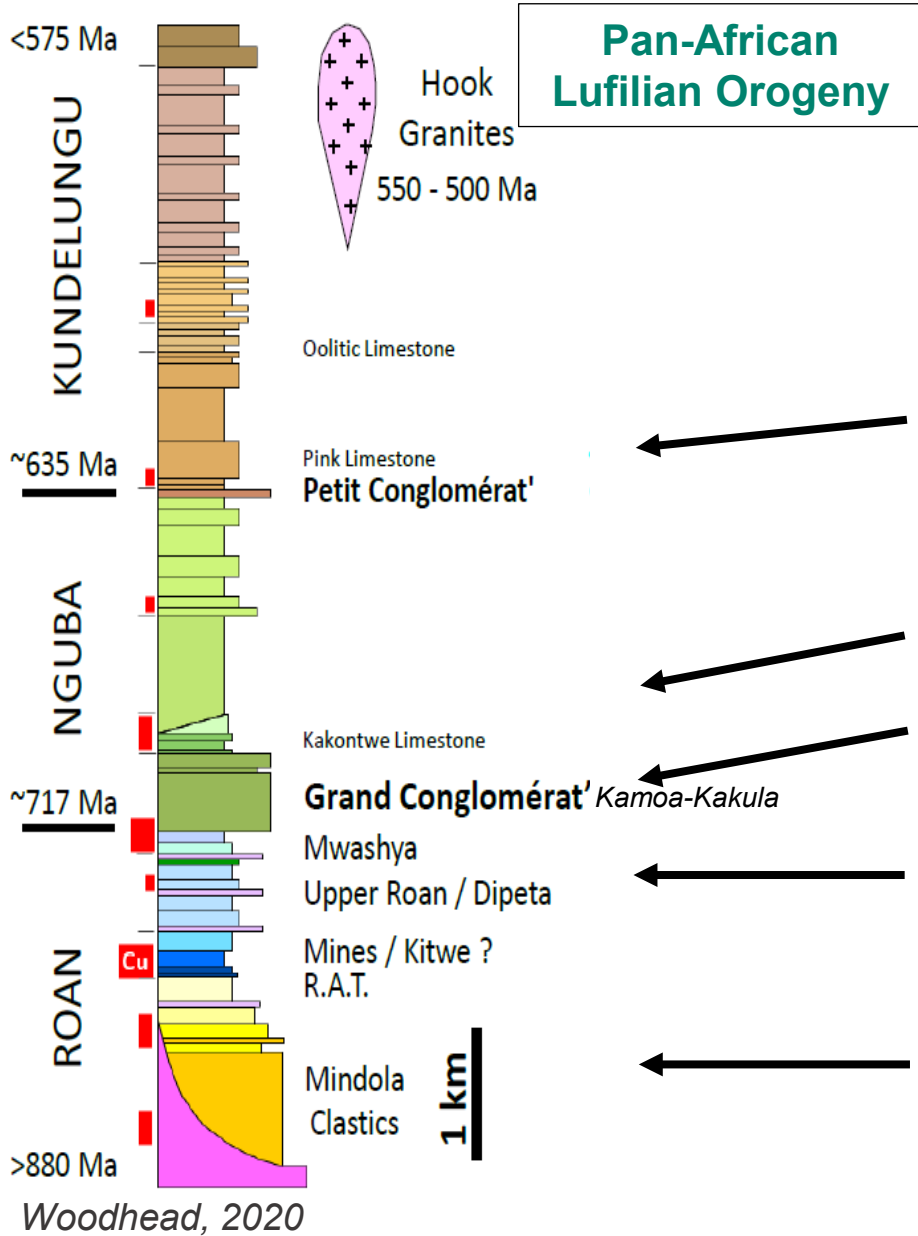 <575 Ma
Pan-African
Lufilian Orogeny
Hook
Granites
550 - 500 Ma
KUNDELUNGU
Oolitic Limestone
~635 Ma
Pink Limestone
Petit Conglomérat'
NGUBA
Kakontwe Limestone
~717 Ma
Grand Conglomérat' Kamoa-Kakula
Mwashya
Upper Roan / Dipeta
ROAN
Cu
Mines / Kitwe ?
R.A.T.
Mindola
Clastics
1 km
>880 Ma
Woodhead, 2020